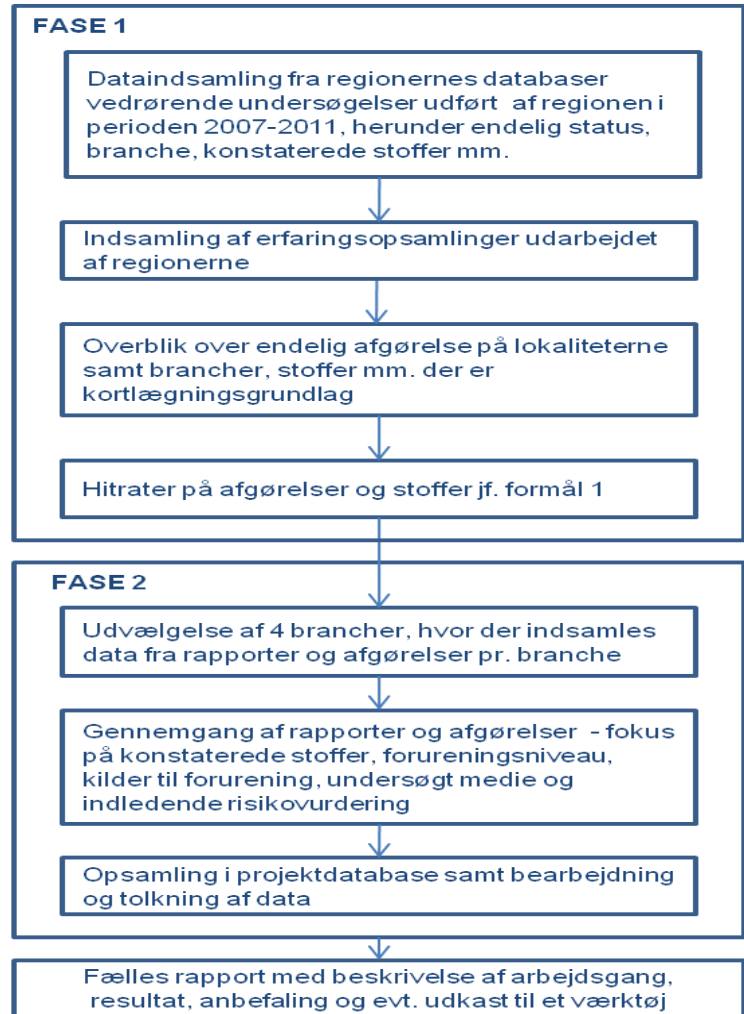 FASE 1
Dataindsamling fra regionernes databaser
vedrørende undersøgelser udført af regionen i
perioden 2007-2011, herunder endelig status,
branche, konstaterede stoffer mm.
Indsamling af erfaringsopsamlinger udarbejdet
af regionerne
Overblik over endelig afgørelse på lokaliteterne
samt brancher, stoffer mm. der er
kortlægningsgrundlag
Hitrater på afgørelser og stoffer jf. formål 1
FASE 2
Udvælgelse af 4 brancher, hvor der indsamles
data fra rapporter og afgørelser pr. branche
Gennemgang af rapporter og afgørelser - fokus
på konstaterede stoffer, forureningsniveau,
kilder til forurening, undersøgt medie og
indledende risikovurdering
Opsamling i projektdatabase samt bearbejdning
og tolkning af data
Fælles rapport med beskrivelse af arbejdsgang,
resultat, anbefaling og evt. udkast til et værktøj